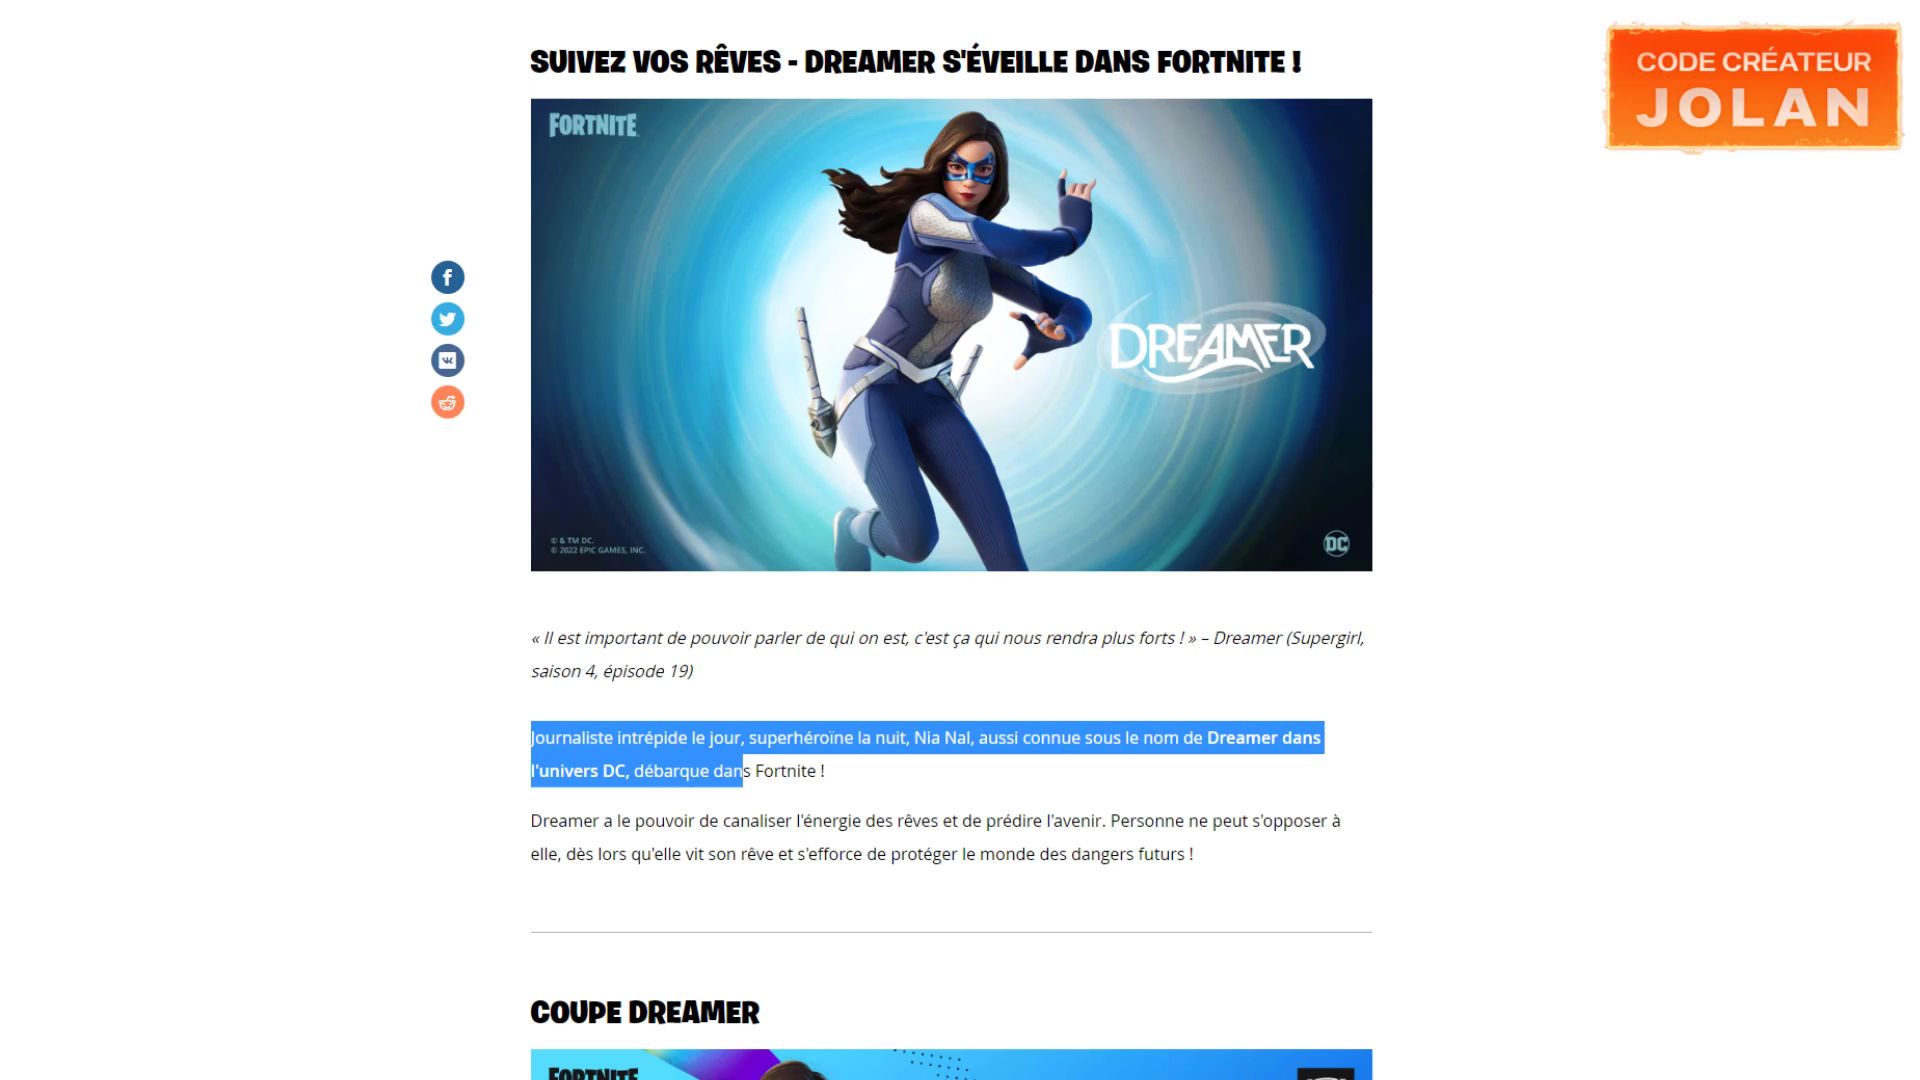 SUIVEZ VOS RÊVES - DREAMER S'ÉVEILLE DANS FORTNITE !
CODE CRÉATEUR
JOLAN
FORTNITE
DREAMER
© & TM DC.
© 2022 EPIC GAMES, INC.
DC
« Il est important de pouvoir parler de qui on est, c'est ça qui nous rendra plus forts ! » – Dreamer (Supergirl,
saison 4, épisode 19)
Journaliste intrépide le jour, superhéroïne la nuit, Nia Nal, aussi connue sous le nom de Dreamer dans
l'univers DC, débarque dans Fortnite !
Dreamer a le pouvoir de canaliser l'énergie des rêves et de prédire l'avenir. Personne ne peut s'opposer à
elle, dès lors qu'elle vit son rêve et s'efforce de protéger le monde des dangers futurs !
COUPE DREAMER
FORTNITE